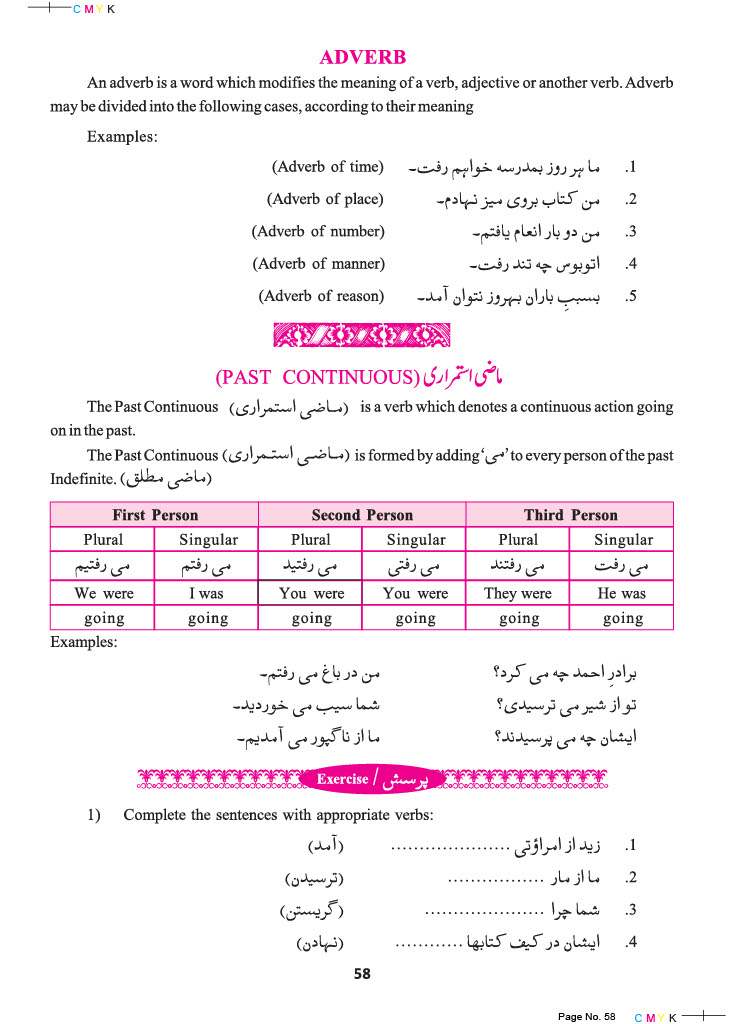 C M Y K
ADVERB
An adverb is a word which modifies the meaning of a verb, adjective or another verb. Adverb
may be divided into the following cases, according to their meaning
Examples:
1. ما ہر روز بمدرسه خواہم رفت۔ (Adverb of time)
2. من کتاب بروی میز نہادم۔ (Adverb of place)
3. من دو بار انعام یافتم۔ (Adverb of number)
4. اتوبوس چه تند رفت۔ (Adverb of manner)
5. بسببِ باران بہروز نتوان آمد۔ (Adverb of reason)
ماضی استمراری (PAST CONTINUOUS)
The Past Continuous (ماضی استمراری) is a verb which denotes a continuous action going
on in the past.
The Past Continuous (ماضی استمراری) is formed by adding ‘می’ to every person of the past
Indefinite. (ماضی مطلق)
First Person Second Person Third Person
Plural Singular Plural Singular Plural Singular
می رفتیم می رفتم می رفتید می رفتی می رفتند می رفت
We were I was You were You were They were He was
going going going going going going
Examples:
برادرِ احمد چه می کرد؟ من در باغ می رفتم۔
تو از شیر می ترسیدی؟ شما سیب می خوردید۔
ایشان چه می پرسیدند؟ ما از ناگپور می آمدیم۔
Exercise / پرسش
1) Complete the sentences with appropriate verbs:
1. زید از امراؤتی ..................... (آمد)
2. ما از مار ................. (ترسیدن)
3. شما چرا ..................... (گریستن)
4. ایشان در کیف کتابها ............ (نہادن)
58
Page No. 58 C M Y K